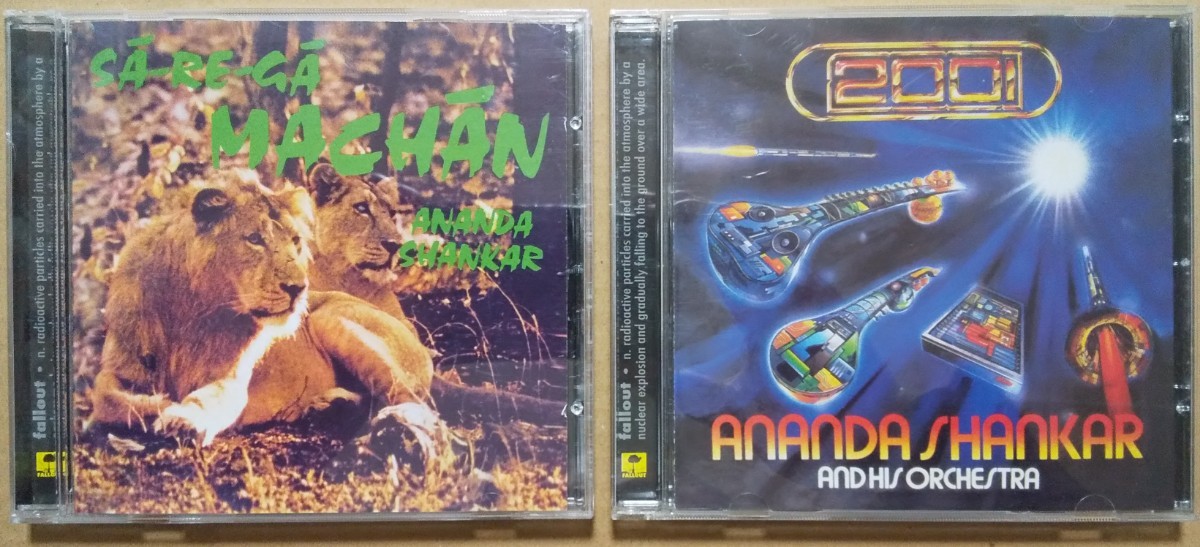 SĀ-RE-GĀ
MACHĀN
ANANDA
SHANKAR
fallout • n. radioactive particles carried into the atmosphere by a
FALLOUT
2001
ANANDA SHANKAR
AND HIS ORCHESTRA
fallout • n. radioactive particles carried into the atmosphere by a
nuclear explosion and gradually falling to the ground over a wide area.
FALLOUT